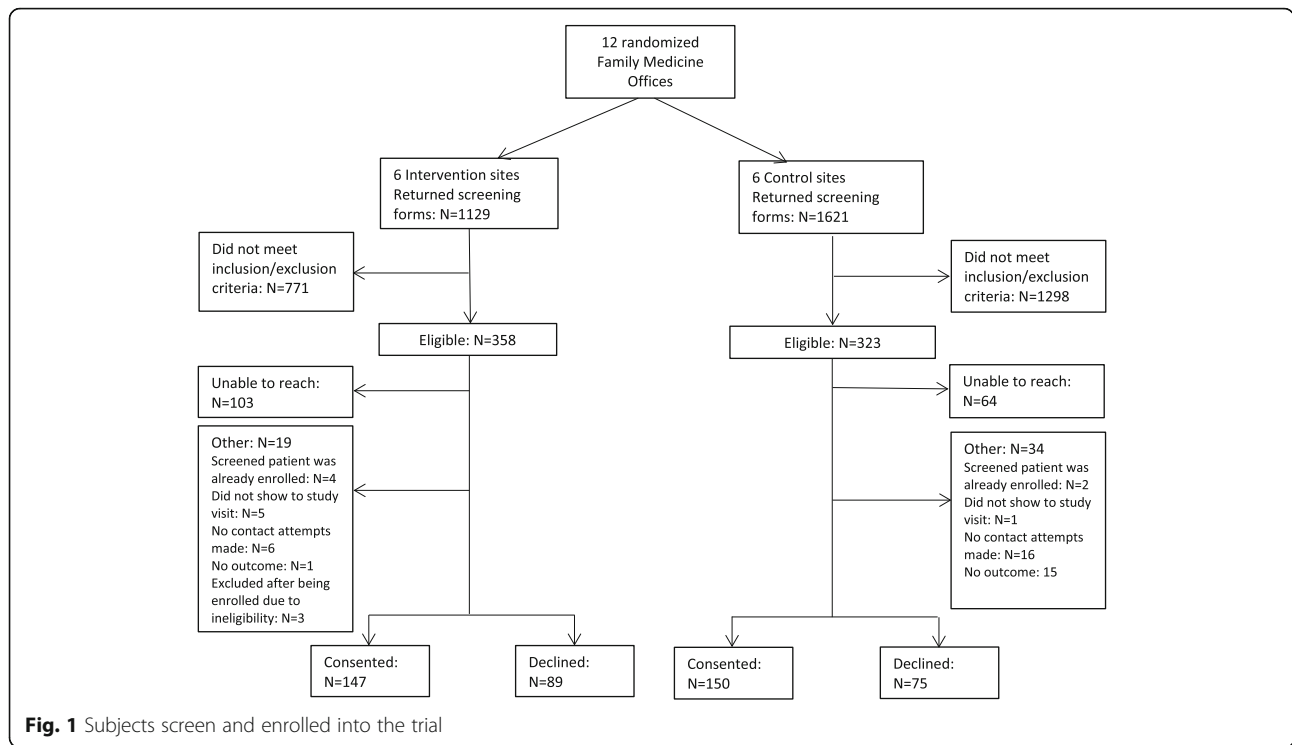 12 randomized
Family Medicine
Offices
6 Intervention sites
Returned screening
forms: N=1129
6 Control sites
Returned screening
forms: N=1621
Did not meet
inclusion/exclusion
criteria: N=771
Did not meet
inclusion/exclusion
criteria: N=1298
Eligible: N=358
Eligible: N=323
Unable to reach:
N=103
Unable to reach:
N=64
Other: N=19
Screened patient was
already enrolled: N=4
Did not show to study
visit: N=5
No contact attempts
made: N=6
No outcome: N=1
Excluded after being
enrolled due to
ineligibility: N=3
Other: N=34
Screened patient was
already enrolled: N=2
Did not show to study
visit: N=1
No contact attempts
made: N=16
No outcome: 15
Consented:
N=147
Declined:
N=89
Consented:
N=150
Declined:
N=75
Fig. 1 Subjects screen and enrolled into the trial